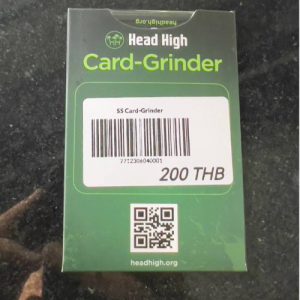 headhigh.org
Head High
Card-Grinder
SS Card-Grinder
7712306040001
200 THB
headhigh.org